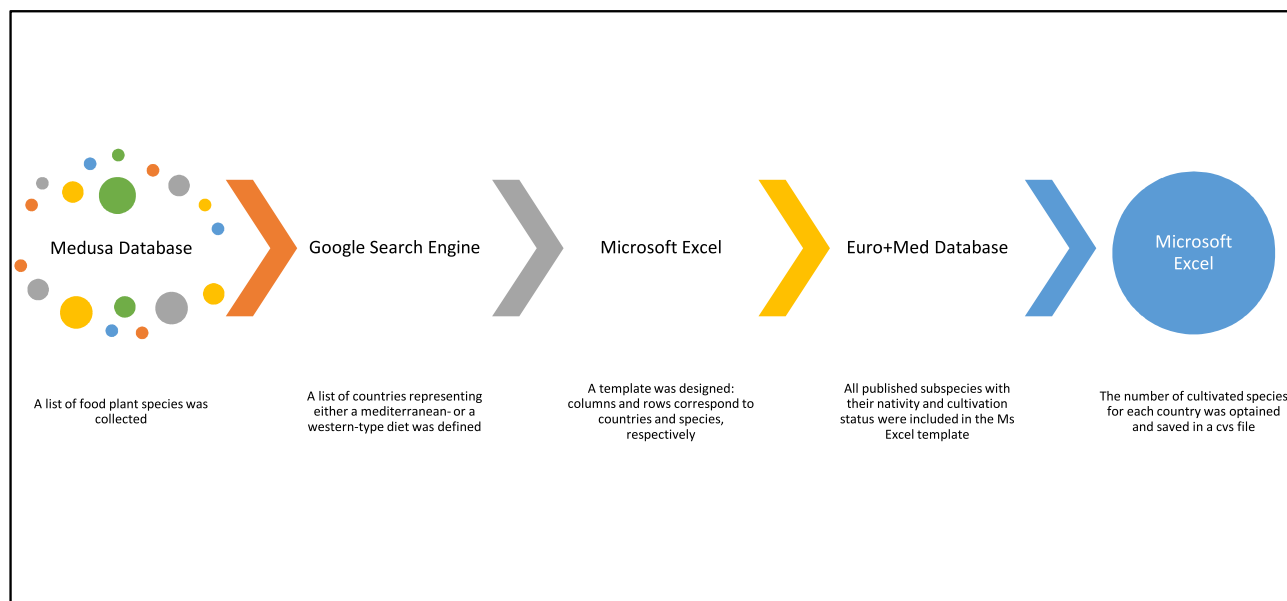 Medusa Database
Google Search Engine
Microsoft Excel
Euro+Med Database
Microsoft
Excel
A list of food plant species was
collected
A list of countries representing
either a mediterranean- or a
western-type diet was defined
A template was designed:
columns and rows correspond to
countries and species,
respectively
All published subspecies with
their nativity and cultivation
status were included in the Ms
Excel template
The number of cultivated species
for each country was optained
and saved in a cvs file